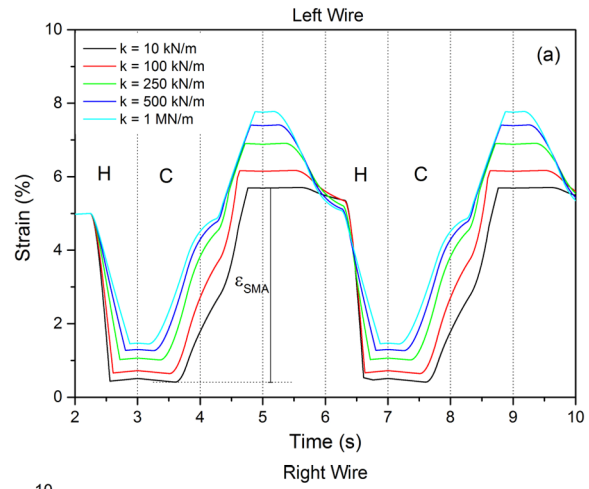 Left Wire
10
(a)
k = 10 kN/m
k = 100 kN/m
k = 250 kN/m
k = 500 kN/m
k = 1 MN/m
8
6
H C H C
Strain (%)
4
εSMA
2
0
2 3 4 5 6 7 8 9 10
Time (s)
Right Wire
10